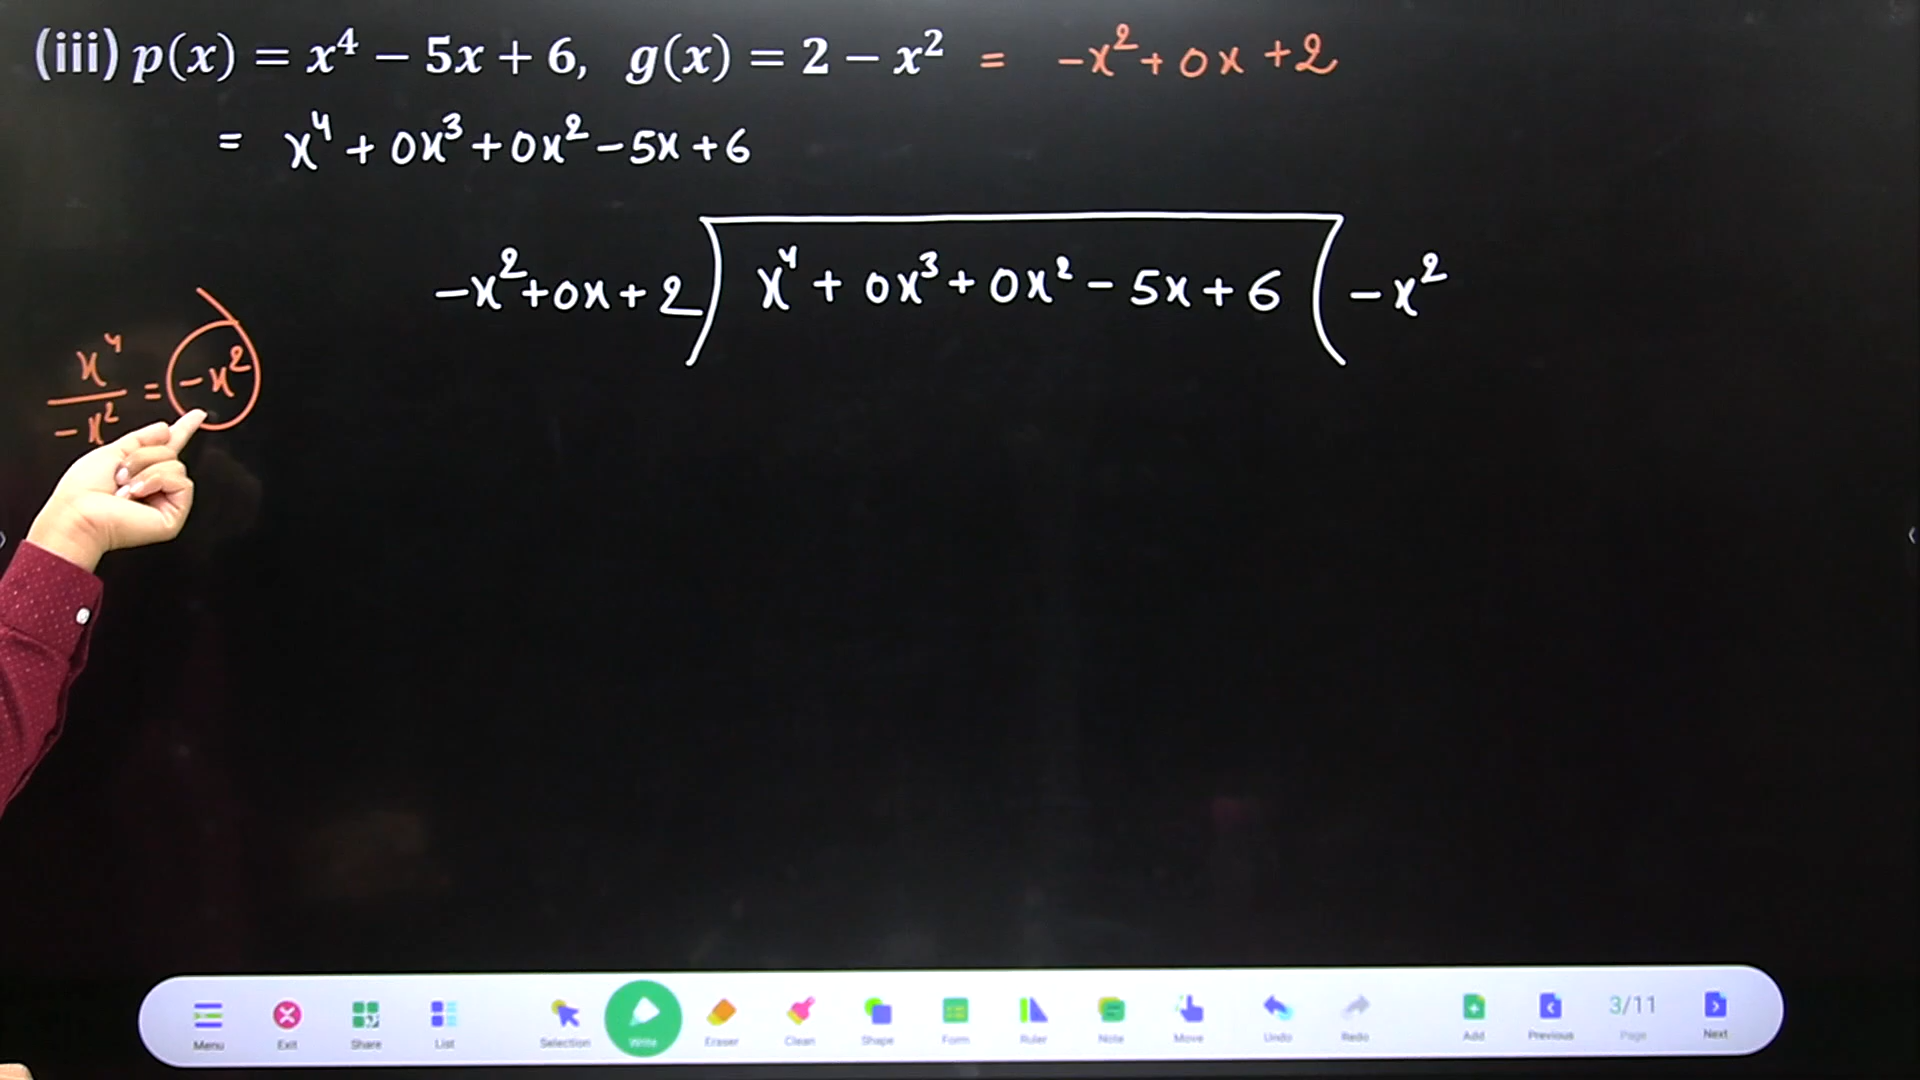 (iii) p(x) = x⁴ − 5x + 6, g(x) = 2 − x² = -x² + 0x + 2
= x⁴ + 0x³ + 0x² - 5x + 6
-x² + 0x + 2 ) x⁴ + 0x³ + 0x² - 5x + 6 ( -x²
x⁴/-x² = -x²
Menu Exit Share List Selection Write Eraser Clean Shape Form Ruler Note Move Undo Redo Add Previous 3/11 Page Next